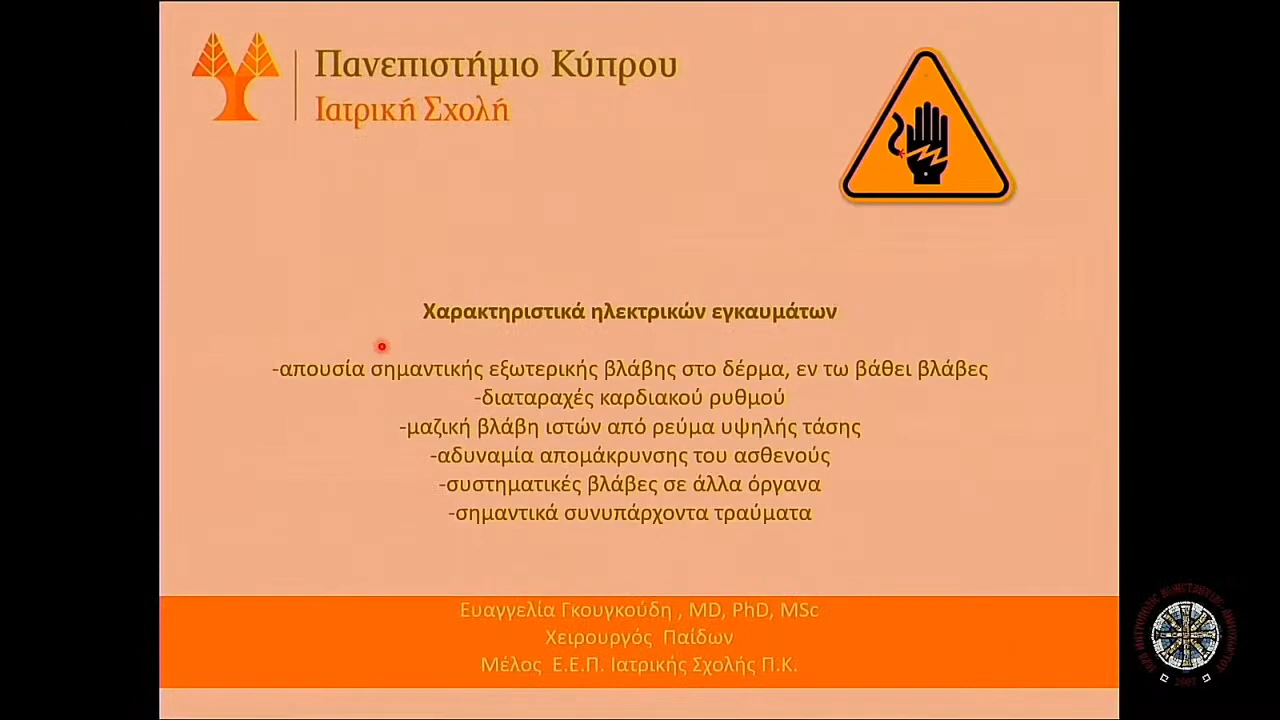 Πανεπιστήμιο Κύπρου
Ιατρική Σχολή
Χαρακτηριστικά ηλεκτρικών εγκαυμάτων
-απουσία σημαντικής εξωτερικής βλάβης στο δέρμα, εν τω βάθει βλάβες
-διαταραχές καρδιακού ρυθμού
-μαζική βλάβη ιστών από ρεύμα υψηλής τάσης
-αδυναμία απομάκρυνσης του ασθενούς
-συστηματικές βλάβες σε άλλα όργανα
-σημαντικά συνυπάρχοντα τραύματα
Ευαγγελία Γκουγκούδη , MD, PhD, MSc
Χειρουργός Παίδων
Μέλος Ε.Ε.Π. Ιατρικής Σχολής Π.Κ.
2007